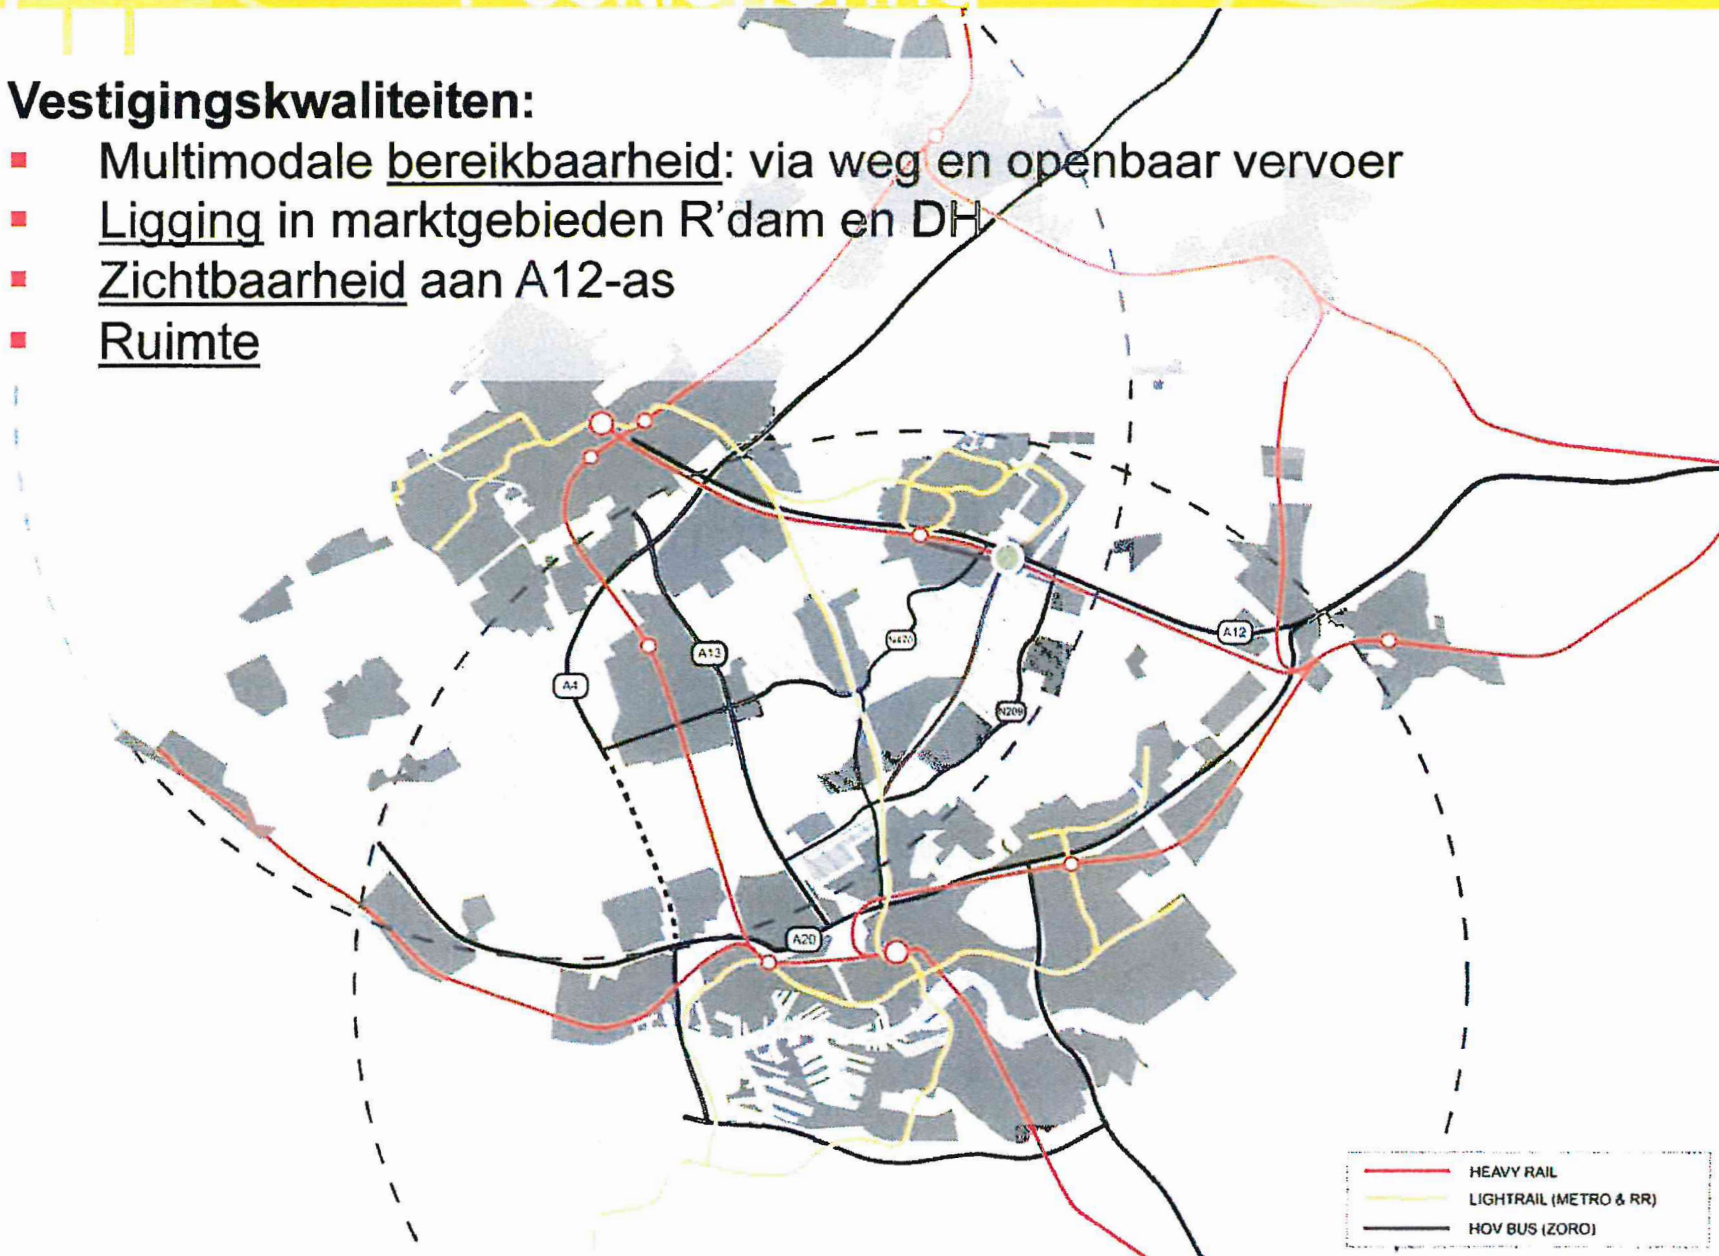 Vestigingskwaliteiten:
Multimodale bereikbaarheid: via weg en openbaar vervoer
Ligging in marktgebieden R'dam en DH
Zichtbaarheid aan A12-as
Ruimte
A12
N470
A13
A4
N209
A20
HEAVY RAIL
LIGHTRAIL (METRO & RR)
HOV BUS (ZORO)